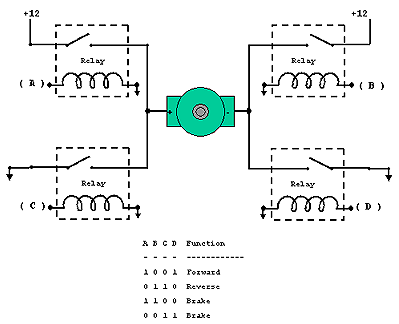 +12 +12
Relay Relay
( A ) ( B )
+ -
Relay Relay
( C ) ( D )
A B C D Function
- - - - ------------
1 0 0 1 Forward
0 1 1 0 Reverse
1 1 0 0 Brake
0 0 1 1 Brake